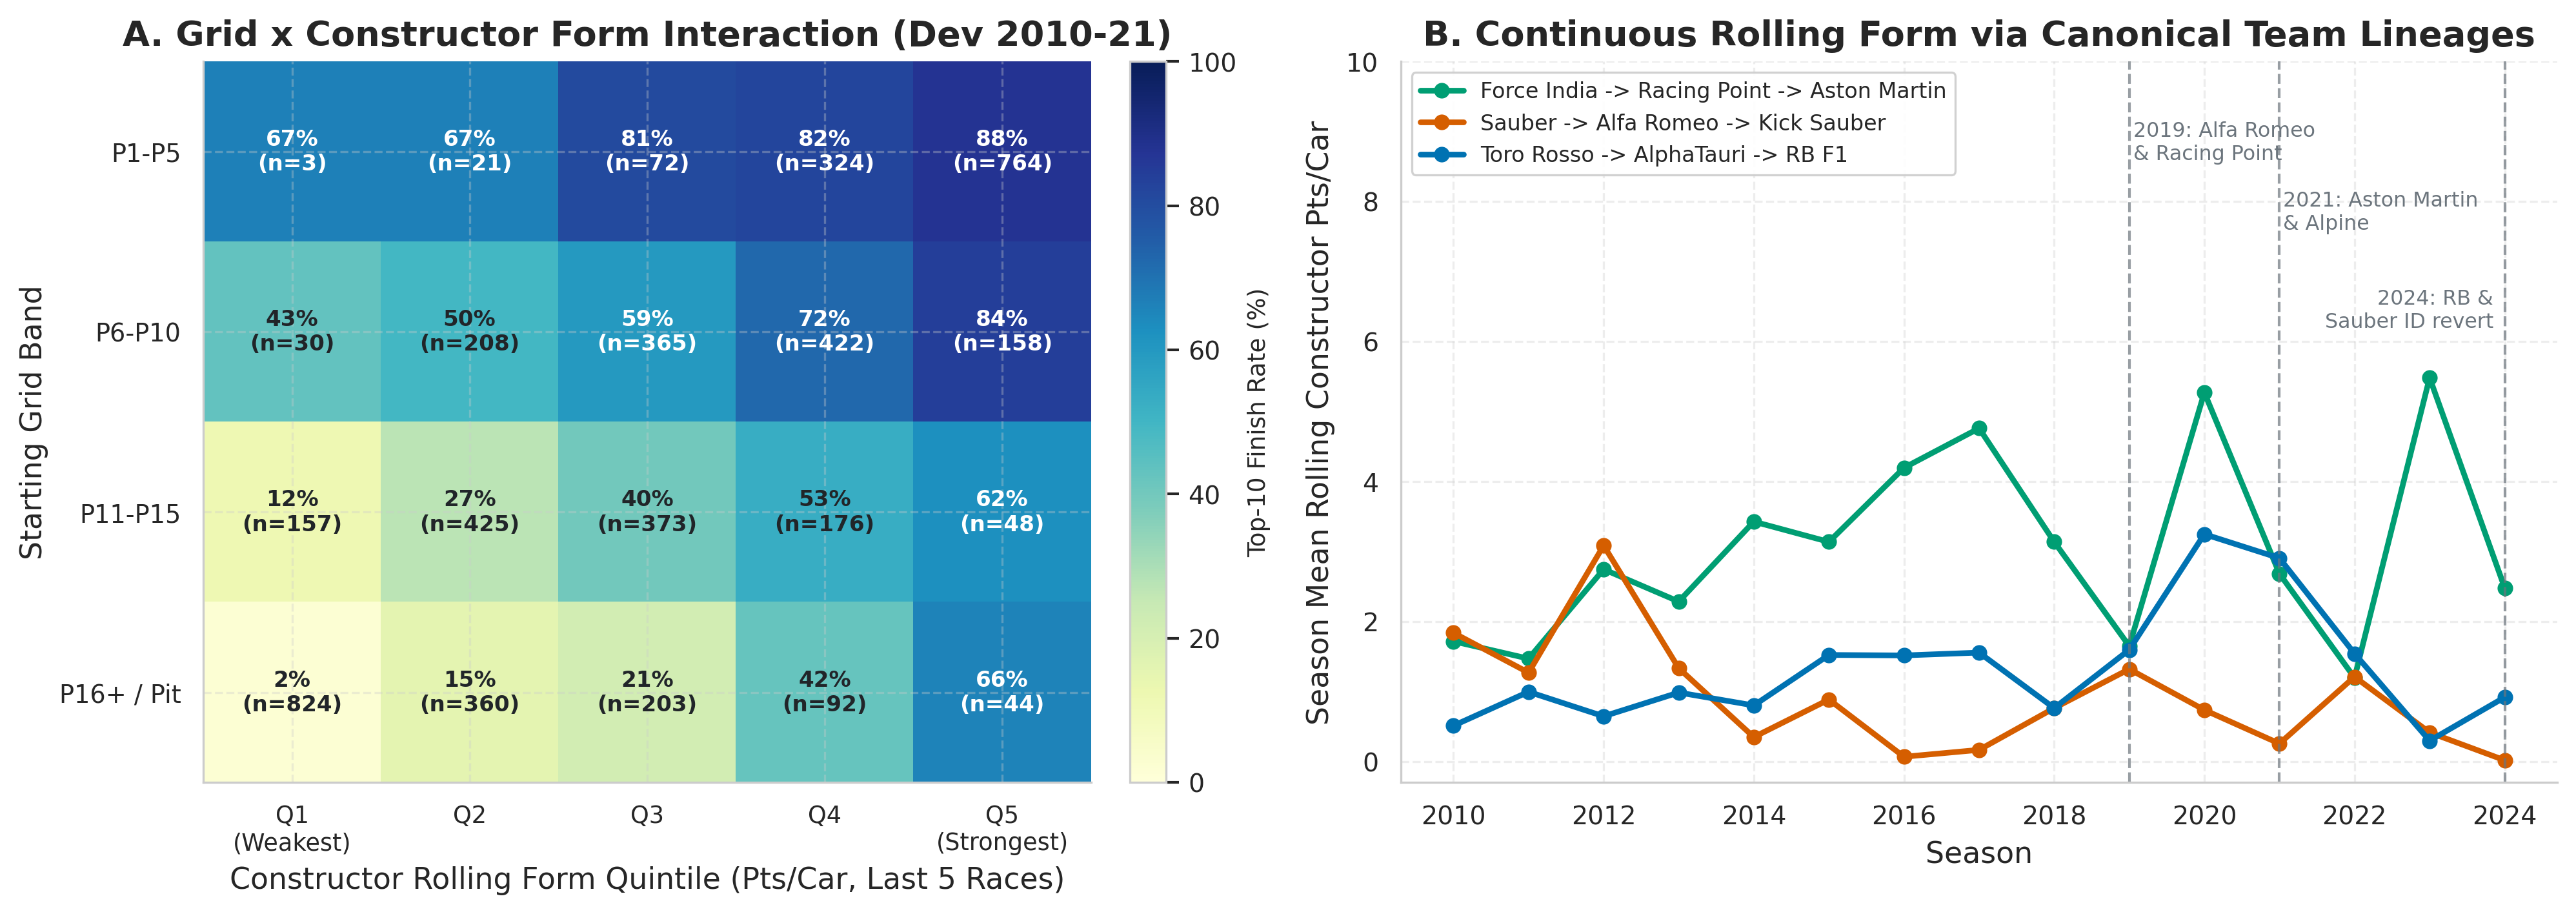 A. Grid x Constructor Form Interaction (Dev 2010-21)
Starting Grid Band
P1-P5
P6-P10
P11-P15
P16+ / Pit
67%
(n=3)
67%
(n=21)
81%
(n=72)
82%
(n=324)
88%
(n=764)
43%
(n=30)
50%
(n=208)
59%
(n=365)
72%
(n=422)
84%
(n=158)
12%
(n=157)
27%
(n=425)
40%
(n=373)
53%
(n=176)
62%
(n=48)
2%
(n=824)
15%
(n=360)
21%
(n=203)
42%
(n=92)
66%
(n=44)
Q1
(Weakest)
Q2
Q3
Q4
Q5
(Strongest)
Constructor Rolling Form Quintile (Pts/Car, Last 5 Races)
100
80
60
40
20
0
Top-10 Finish Rate (%)
B. Continuous Rolling Form via Canonical Team Lineages
Season Mean Rolling Constructor Pts/Car
10
8
6
4
2
0
Force India -> Racing Point -> Aston Martin
Sauber -> Alfa Romeo -> Kick Sauber
Toro Rosso -> AlphaTauri -> RB F1
2019: Alfa Romeo
& Racing Point
2021: Aston Martin
& Alpine
2024: RB &
Sauber ID revert
2010
2012
2014
2016
2018
2020
2022
2024
Season